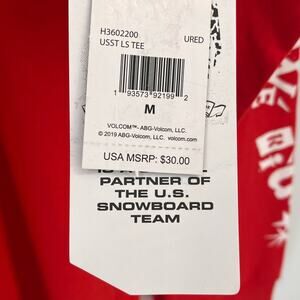 H3602200
USST LS TEE URED
1 93573 92199 2
M
VOLCOM™- ABG-Volcom, LLC.
© 2019 ABG-Volcom, LLC. volcom.com
USA MSRP: $30.00
PARTNER OF
THE U.S.
SNOWBOARD
TEAM